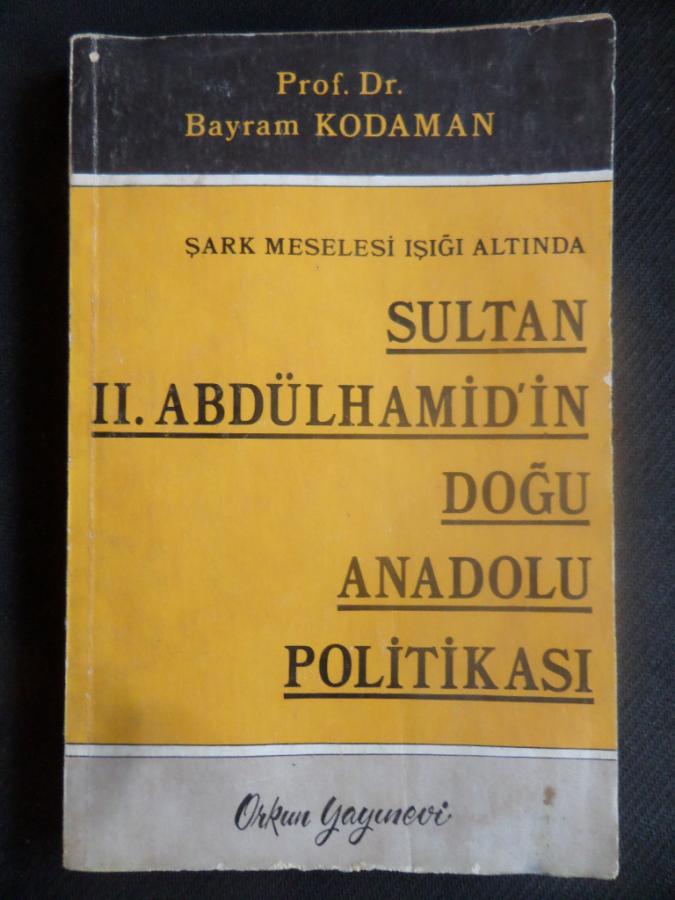 Prof. Dr.
Bayram KODAMAN
ŞARK MESELESİ IŞIĞI ALTINDA
SULTAN
II. ABDÜLHAMİD'İN
DOĞU
ANADOLU
POLİTİKASI
Orkun Yayınevi